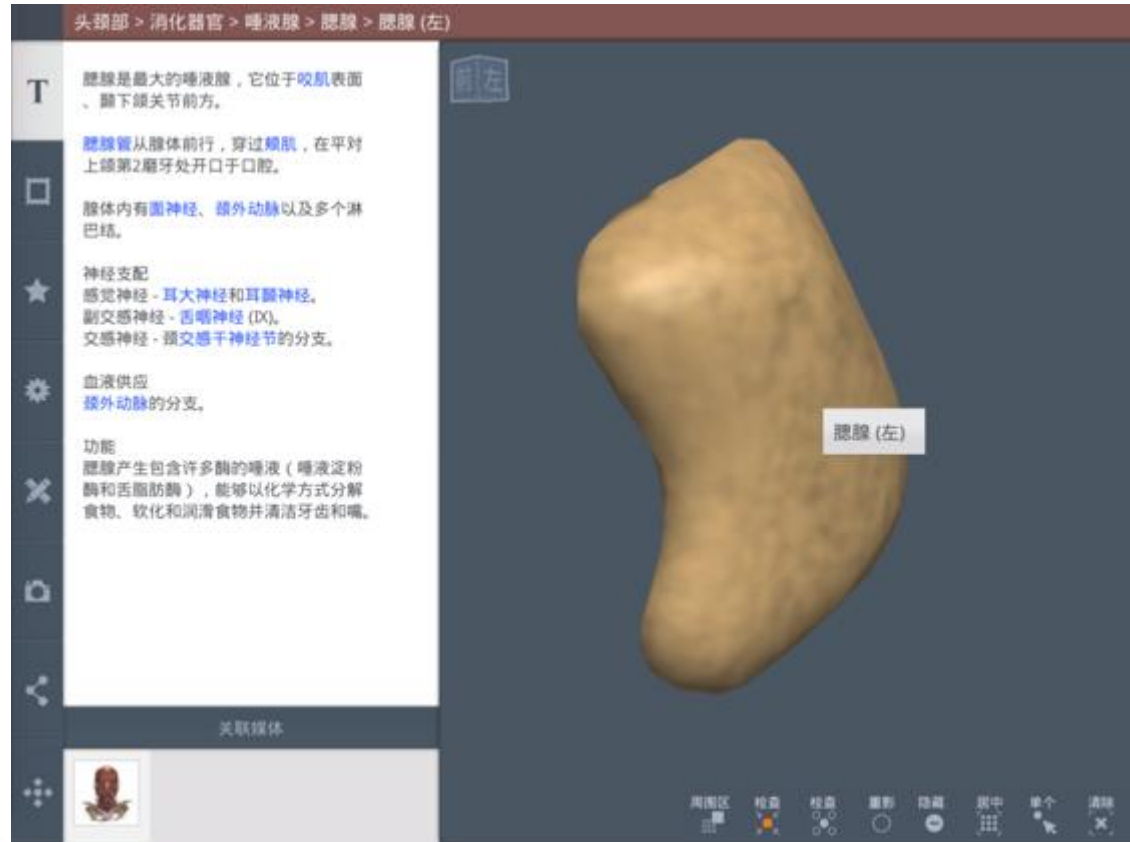 头颈部 > 消化器官 > 唾液腺 > 腮腺 > 腮腺 (左)
T
腮腺是最大的唾液腺，它位于咬肌表面
、颞下颌关节前方。
腮腺管从腺体前行，穿过颊肌，在平对
上颌第2磨牙处开口于口腔。
腺体内有面神经、颈外动脉以及多个淋
巴结。
神经支配
感觉神经 - 耳大神经和耳颞神经。
副交感神经 - 舌咽神经 (IX)。
交感神经 - 颈交感干神经节的分支。
血液供应
颈外动脉的分支。
功能
腮腺产生包含许多酶的唾液（唾液淀粉
酶和舌脂肪酶），能够以化学方式分解
食物、软化和润滑食物并清洁牙齿和嘴。
关联媒体
前 左
腮腺 (左)
周围区 检查 检查 重影 隐藏 居中 单个 清除